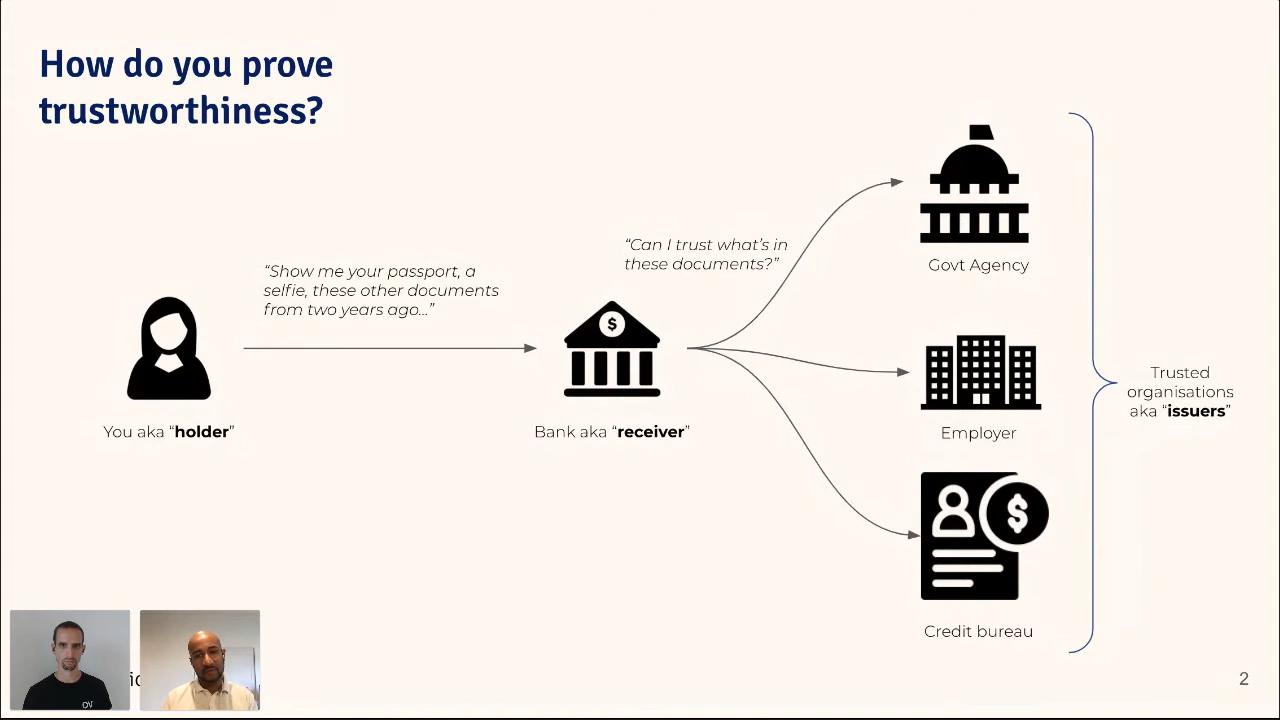 How do you prove
trustworthiness?
“Show me your passport, a
selfie, these other documents
from two years ago…”
You aka “holder”
“Can I trust what’s in
these documents?”
$
Bank aka “receiver”
Govt Agency
Employer
$
Credit bureau
Trusted
organisations
aka “issuers”
2